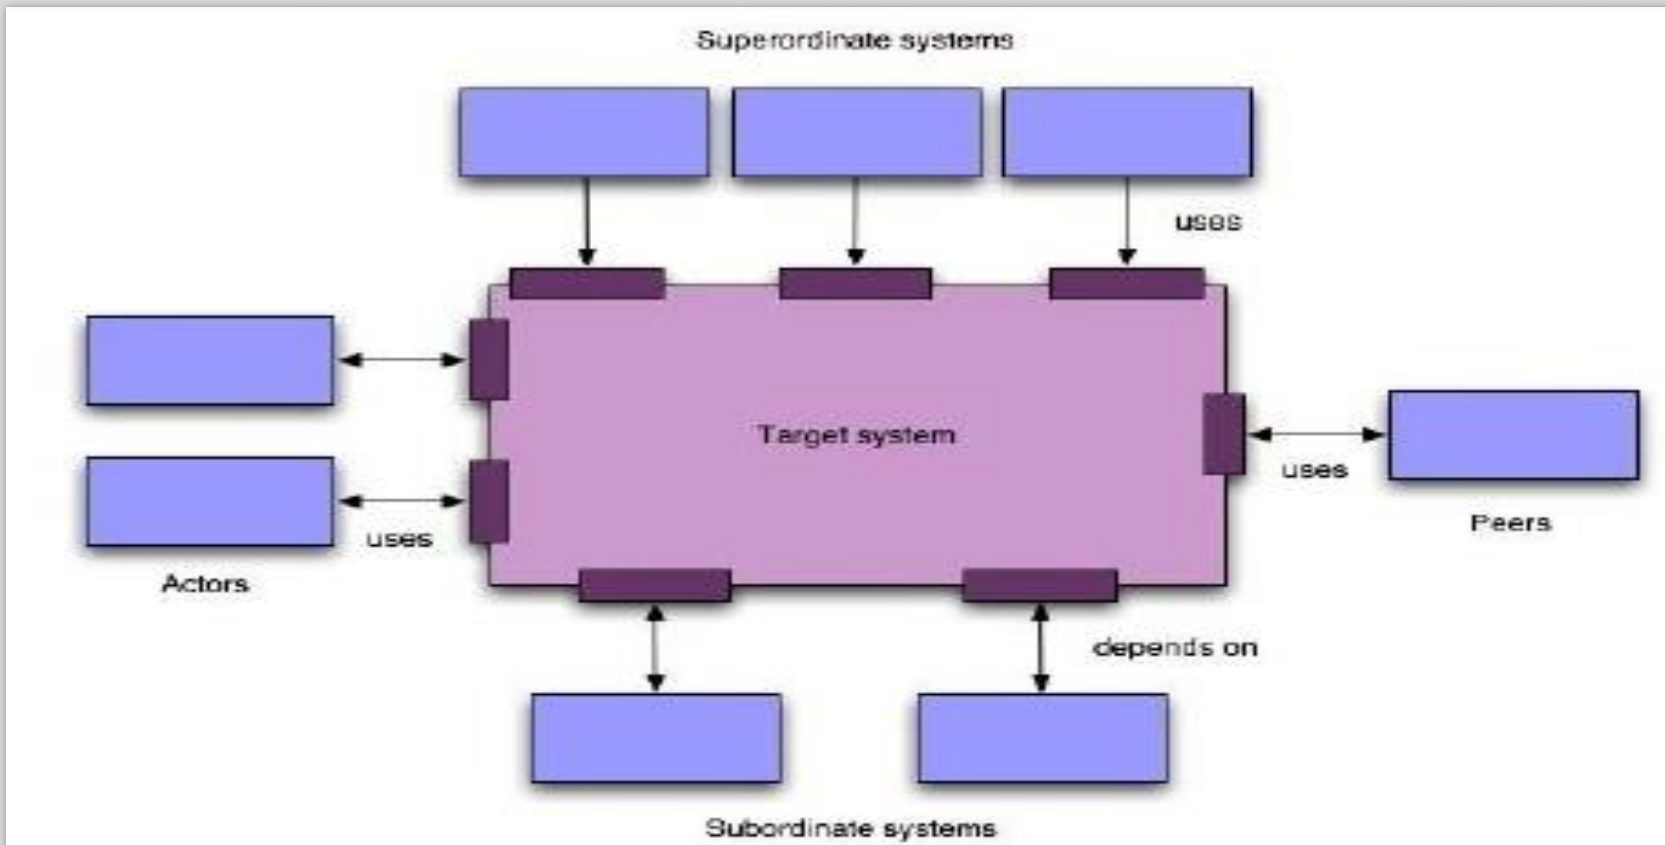 Superordinate systems
uses
Target system
uses
Peers
uses
Actors
depends on
Subordinate systems